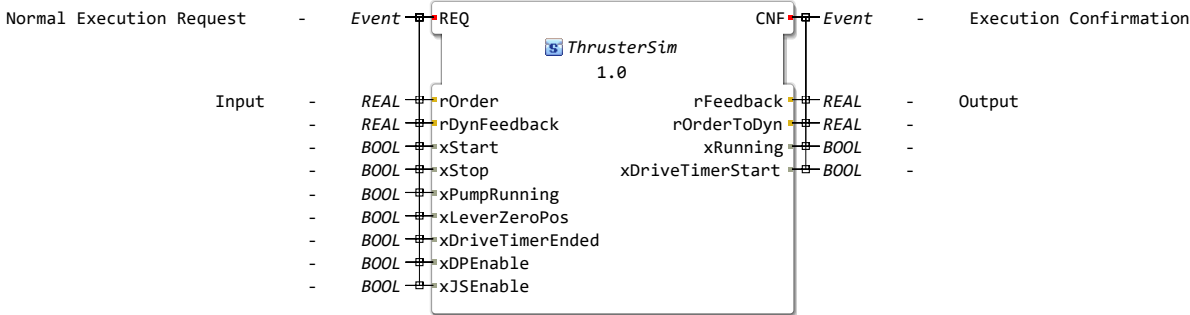 Normal Execution Request - Event REQ CNF Event - Execution Confirmation
S ThrusterSim
1.0
Input - REAL rOrder rFeedback REAL - Output
- REAL rDynFeedback rOrderToDyn REAL -
- BOOL xStart xRunning BOOL -
- BOOL xStop xDriveTimerStart BOOL -
- BOOL xPumpRunning
- BOOL xLeverZeroPos
- BOOL xDriveTimerEnded
- BOOL xDPEnable
- BOOL xJSEnable